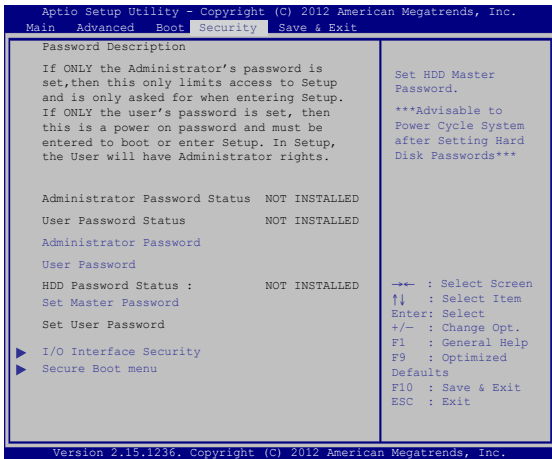 Aptio Setup Utility - Copyright (C) 2012 American Megatrends, Inc.
Main Advanced Boot Security Save & Exit
Password Description
If ONLY the Administrator's password is
set,then this only limits access to Setup
and is only asked for when entering Setup.
If ONLY the user's password is set, then
this is a power on password and must be
entered to boot or enter Setup. In Setup,
the User will have Administrator rights.
Administrator Password Status NOT INSTALLED
User Password Status NOT INSTALLED
Administrator Password
User Password
HDD Password Status : NOT INSTALLED
Set Master Password
Set User Password
I/O Interface Security
Secure Boot menu
Set HDD Master
Password.
***Advisable to
Power Cycle System
after Setting Hard
Disk Passwords***
→← : Select Screen
↑↓ : Select Item
Enter: Select
+/— : Change Opt.
F1 : General Help
F9 : Optimized
Defaults
F10 : Save & Exit
ESC : Exit
Version 2.15.1236. Copyright (C) 2012 American Megatrends, Inc.